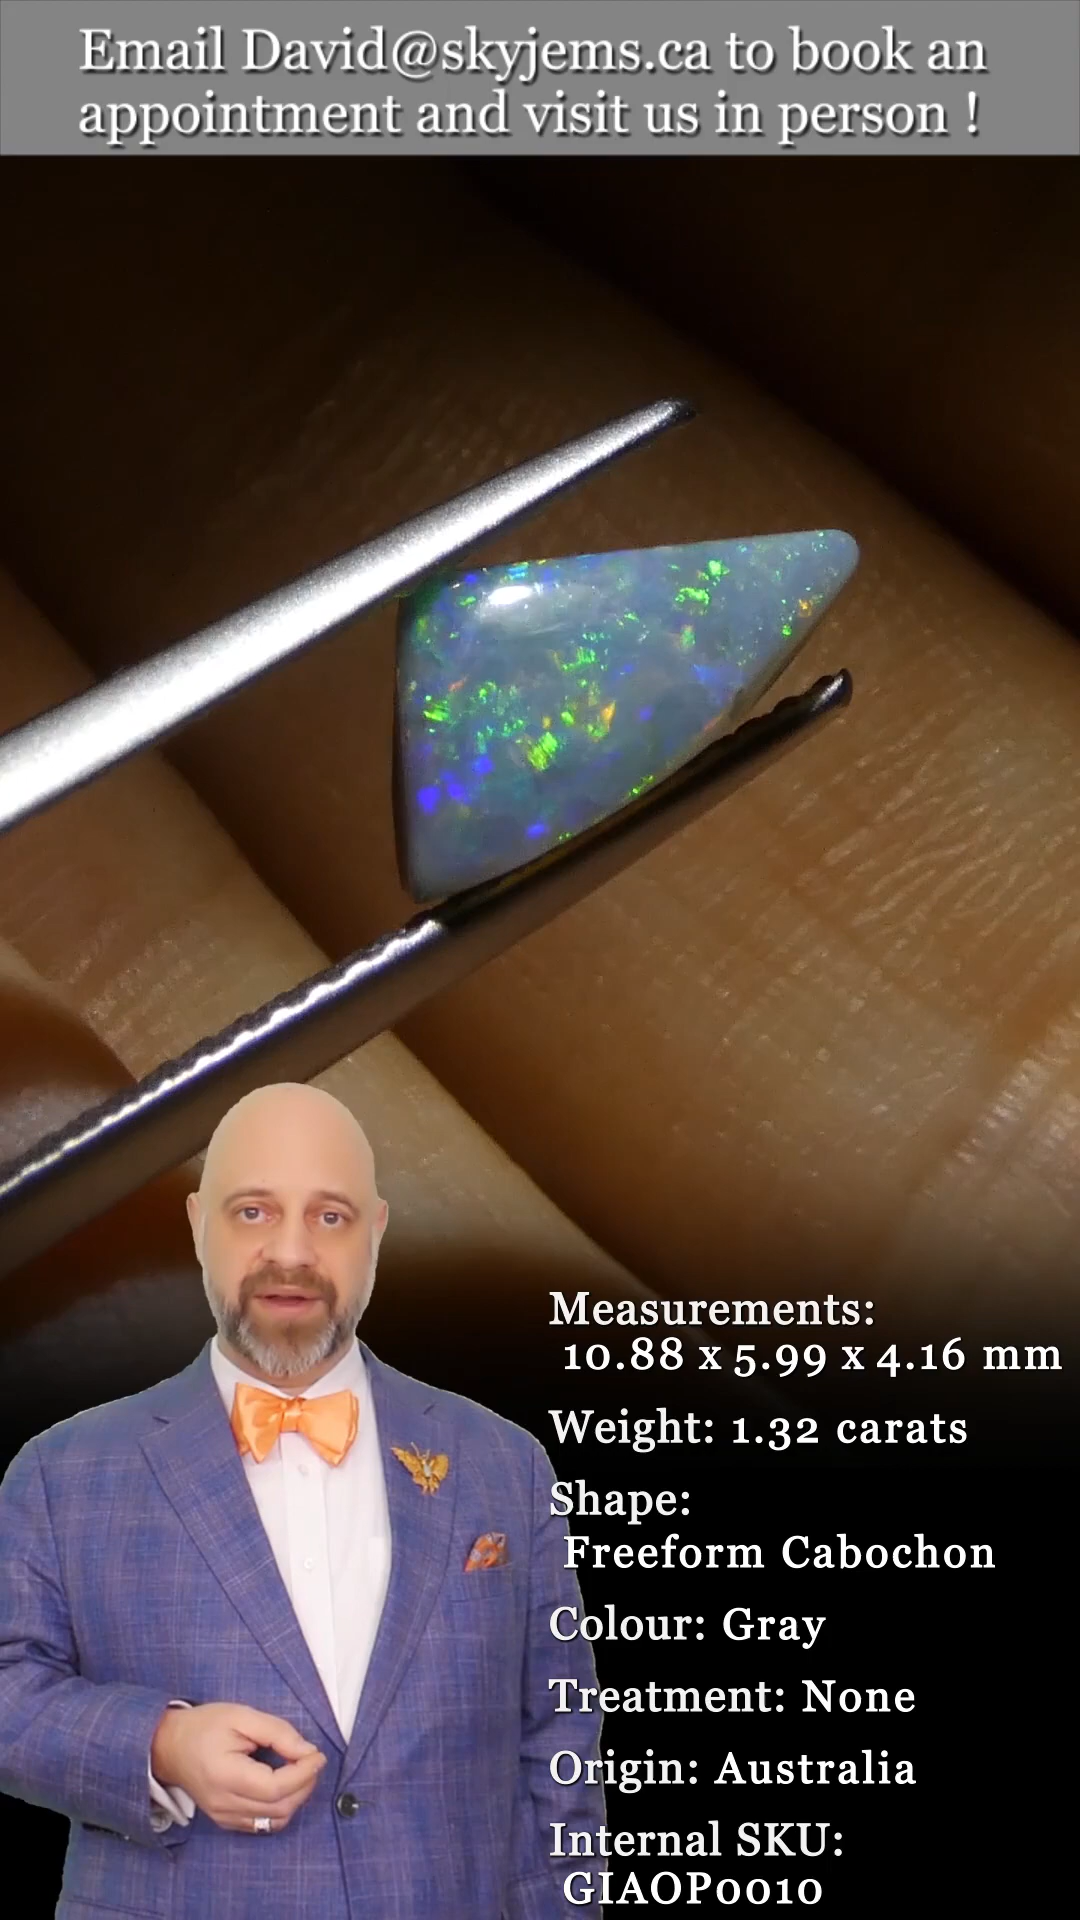 Email David@skyjems.ca to book an
appointment and visit us in person !
Measurements:
10.88 x 5.99 x 4.16 mm
Weight: 1.32 carats
Shape:
Freeform Cabochon
Colour: Gray
Treatment: None
Origin: Australia
Internal SKU:
GIAOP0010